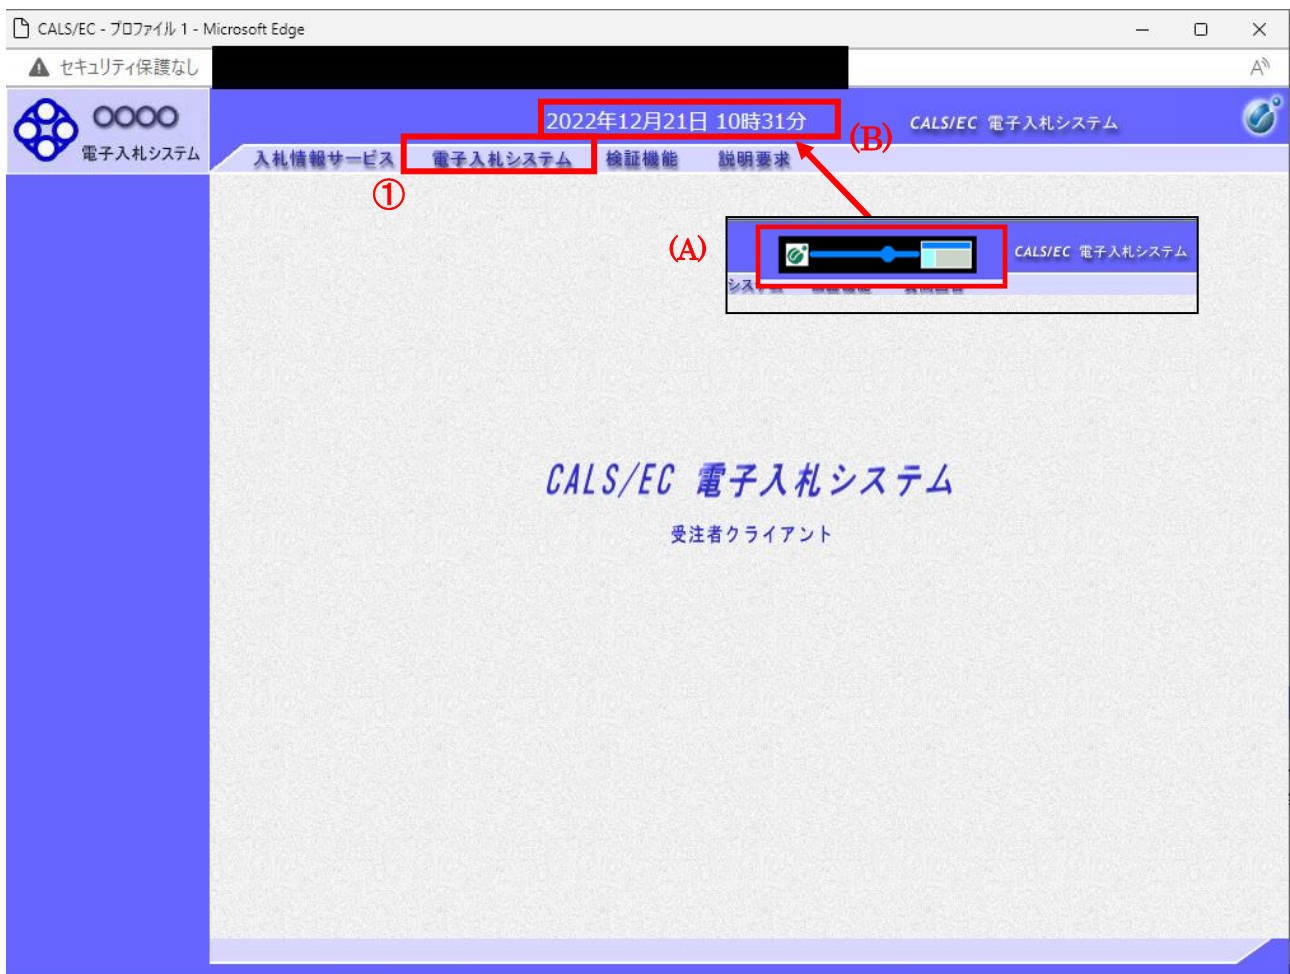 CALS/EC - プロファイル 1 - Microsoft Edge
セキュリティ保護なし
OOOO
電子入札システム
2022年12月21日 10時31分
(B)
CALS/EC 電子入札システム
入札情報サービス 電子入札システム 検証機能 説明要求
①
(A)
CALS/EC 電子入札システム
CALS/EC 電子入札システム
受注者クライアント